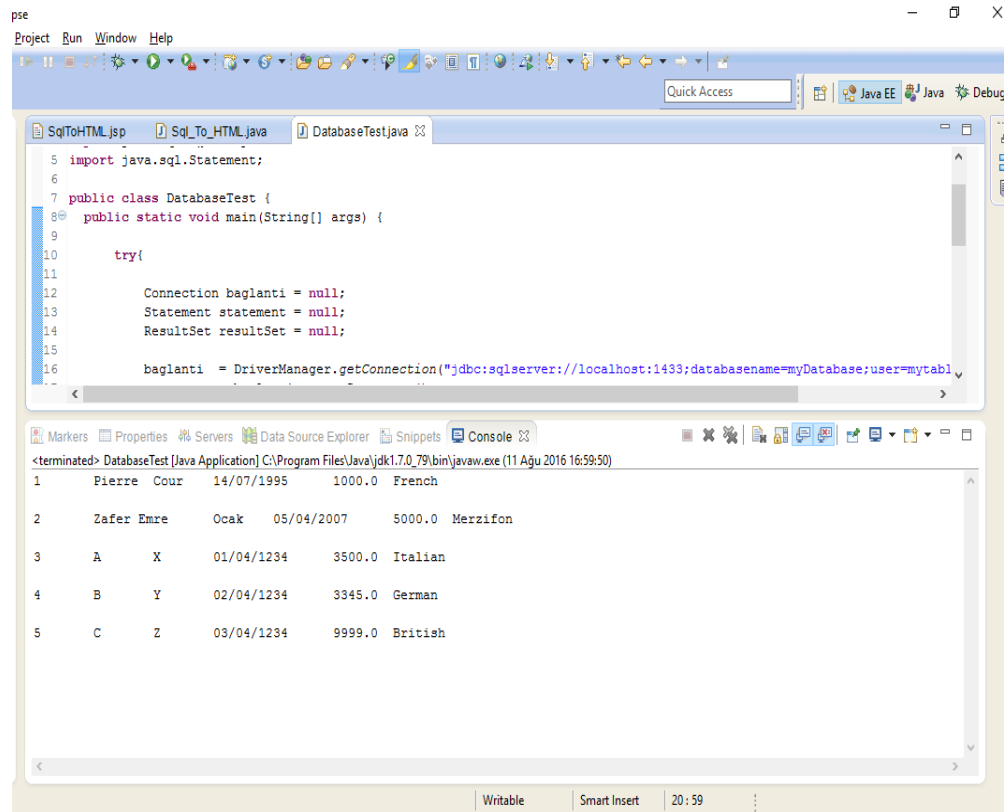 pse
Project Run Window Help
Quick Access Java EE Java Debug
SqlToHTML.jsp Sql_To_HTML.java DatabaseTest.java
5 import java.sql.Statement;
6
7 public class DatabaseTest {
8 public static void main(String[] args) {
9
10 try{
11
12 Connection baglanti = null;
13 Statement statement = null;
14 ResultSet resultSet = null;
15
16 baglanti = DriverManager.getConnection("jdbc:sqlserver://localhost:1433;databasename=myDatabase;user=mytabl
Markers Properties Servers Data Source Explorer Snippets Console
<terminated> DatabaseTest [Java Application] C:\Program Files\Java\jdk1.7.0_79\bin\javaw.exe (11 Ağu 2016 16:59:50)
1 Pierre Cour 14/07/1995 1000.0 French
2 Zafer Emre Ocak 05/04/2007 5000.0 Merzifon
3 A X 01/04/1234 3500.0 Italian
4 B Y 02/04/1234 3345.0 German
5 C Z 03/04/1234 9999.0 British
Writable Smart Insert 20 : 59